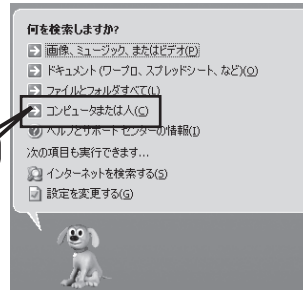 何を検索しますか?
画像、ミュージック、またはビデオ(P)
ドキュメント(ワープロ、スプレッドシート、など)(O)
ファイルとフォルダすべて(L)
コンピュータまたは人(C)
ヘルプとサポート センターの情報(I)
次の項目も実行できます...
インターネットを検索する(S)
設定を変更する(G)